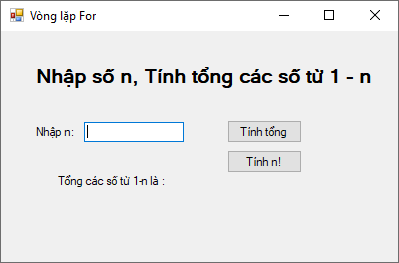 Vòng lặp For
Nhập số n, Tính tổng các số từ 1 - n
Nhập n:
Tính tổng
Tính n!
Tổng các số từ 1-n là :